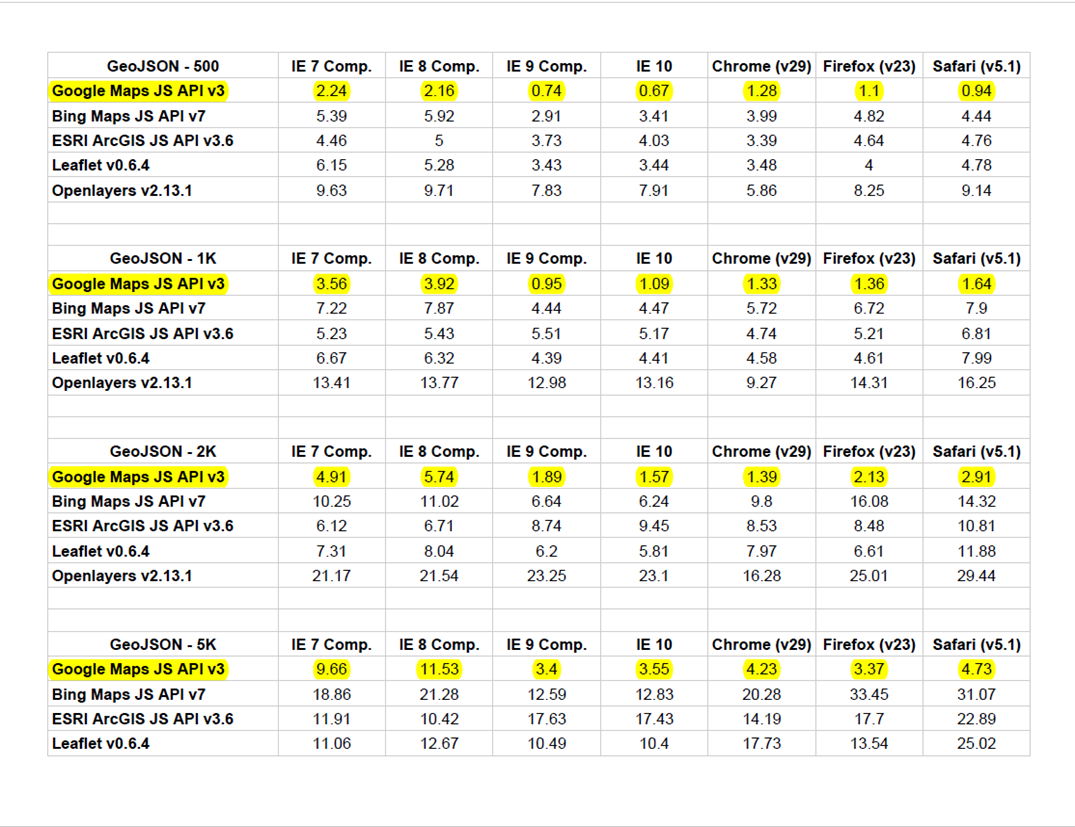 GeoJSON - 500 IE 7 Comp. IE 8 Comp. IE 9 Comp. IE 10 Chrome (v29) Firefox (v23) Safari (v5.1)
Google Maps JS API v3 2.24 2.16 0.74 0.67 1.28 1.1 0.94
Bing Maps JS API v7 5.39 5.92 2.91 3.41 3.99 4.82 4.44
ESRI ArcGIS JS API v3.6 4.46 5 3.73 4.03 3.39 4.64 4.76
Leaflet v0.6.4 6.15 5.28 3.43 3.44 3.48 4 4.78
Openlayers v2.13.1 9.63 9.71 7.83 7.91 5.86 8.25 9.14
GeoJSON - 1K IE 7 Comp. IE 8 Comp. IE 9 Comp. IE 10 Chrome (v29) Firefox (v23) Safari (v5.1)
Google Maps JS API v3 3.56 3.92 0.95 1.09 1.33 1.36 1.64
Bing Maps JS API v7 7.22 7.87 4.44 4.47 5.72 6.72 7.9
ESRI ArcGIS JS API v3.6 5.23 5.43 5.51 5.17 4.74 5.21 6.81
Leaflet v0.6.4 6.67 6.32 4.39 4.41 4.58 4.61 7.99
Openlayers v2.13.1 13.41 13.77 12.98 13.16 9.27 14.31 16.25
GeoJSON - 2K IE 7 Comp. IE 8 Comp. IE 9 Comp. IE 10 Chrome (v29) Firefox (v23) Safari (v5.1)
Google Maps JS API v3 4.91 5.74 1.89 1.57 1.39 2.13 2.91
Bing Maps JS API v7 10.25 11.02 6.64 6.24 9.8 16.08 14.32
ESRI ArcGIS JS API v3.6 6.12 6.71 8.74 9.45 8.53 8.48 10.81
Leaflet v0.6.4 7.31 8.04 6.2 5.81 7.97 6.61 11.88
Openlayers v2.13.1 21.17 21.54 23.25 23.1 16.28 25.01 29.44
GeoJSON - 5K IE 7 Comp. IE 8 Comp. IE 9 Comp. IE 10 Chrome (v29) Firefox (v23) Safari (v5.1)
Google Maps JS API v3 9.66 11.53 3.4 3.55 4.23 3.37 4.73
Bing Maps JS API v7 18.86 21.28 12.59 12.83 20.28 33.45 31.07
ESRI ArcGIS JS API v3.6 11.91 10.42 17.63 17.43 14.19 17.7 22.89
Leaflet v0.6.4 11.06 12.67 10.49 10.4 17.73 13.54 25.02